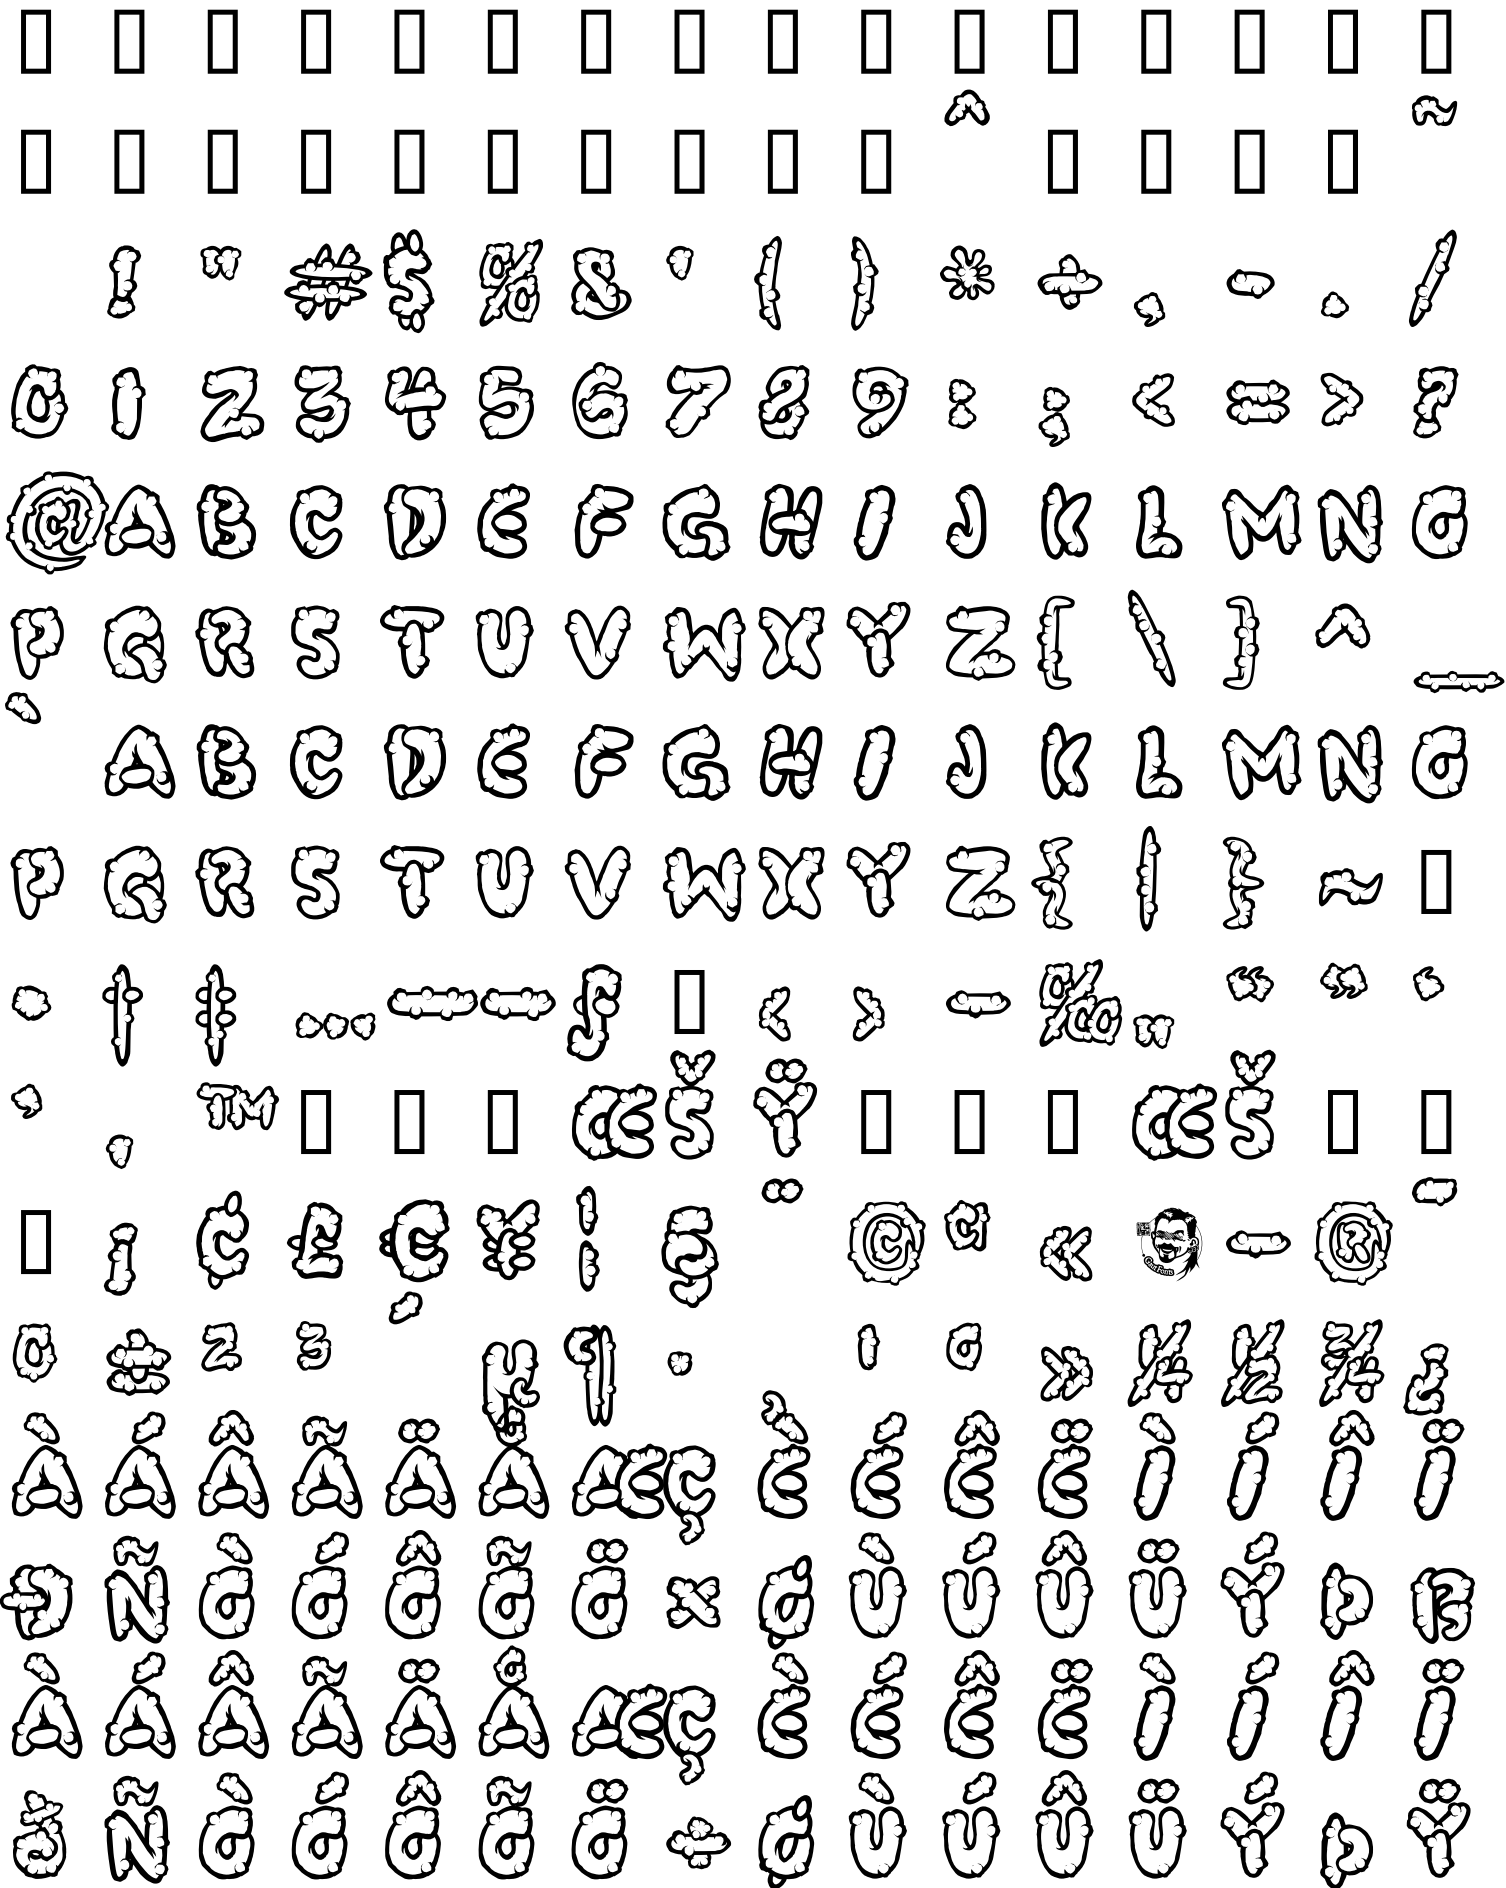 ˆ ˜
! " # $ % & ' ( ) * + , - . /
0 1 2 3 4 5 6 7 8 9 : ; < = > ?
@ A B C D E F G H I J K L M N O
P Q R S T U V W X Y Z [ \ ] ^ _
` A B C D E F G H I J K L M N O
P Q R S T U V W X Y Z { | } ~
• † ‡ … — – ƒ ‹ › − ‰ „ “ ” ‘
’ ‚ ™ Œ Š Ÿ Œ Š
¡ ¢ £ € ¥ ¦ § ¨ © ª « - ® ¯
° ± 2 3 ´ µ ¶ · ¸ 1 º » ¼ ½ ¾ ¿
À Á Â Ã Ä Å Æ Ç È É Ê Ë Ì Í Î Ï
Ð Ñ Ò Ó Ô Õ Ö × Ø Ù Ú Û Ü Ý Þ ß
À Á Â Ã Ä Å Æ Ç È É Ê Ë Ì Í Î Ï
ð Ñ Ò Ó Ô Õ Ö ÷ Ø Ù Ú Û Ü Ý Þ Ÿ